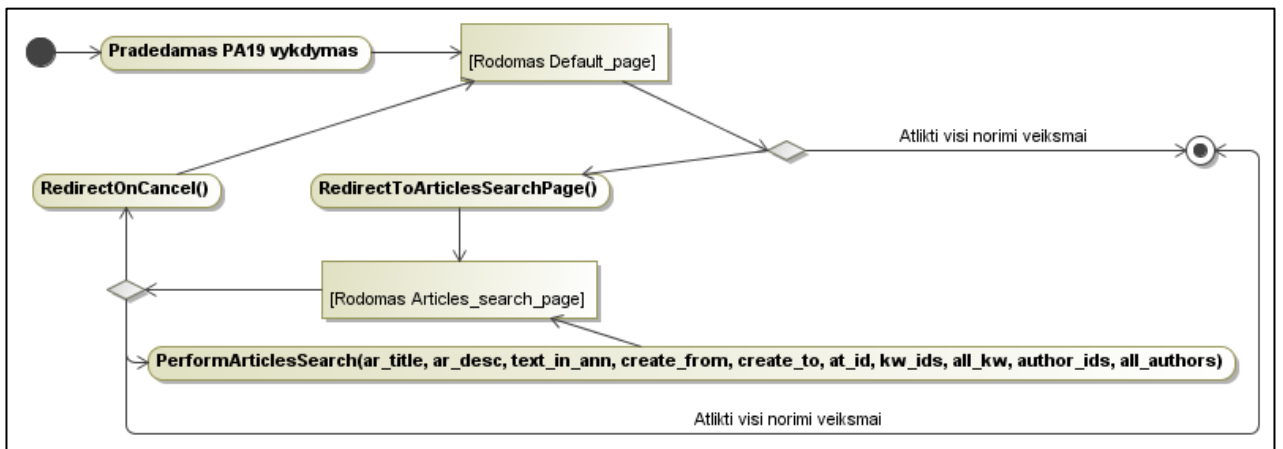 Pradedamas PA19 vykdymas
[Rodomas Default_page]
Atlikti visi norimi veiksmai
RedirectOnCancel()
RedirectToArticlesSearchPage()
[Rodomas Articles_search_page]
PerformArticlesSearch(ar_title, ar_desc, text_in_ann, create_from, create_to, at_id, kw_ids, all_kw, author_ids, all_authors)
Atlikti visi norimi veiksmai